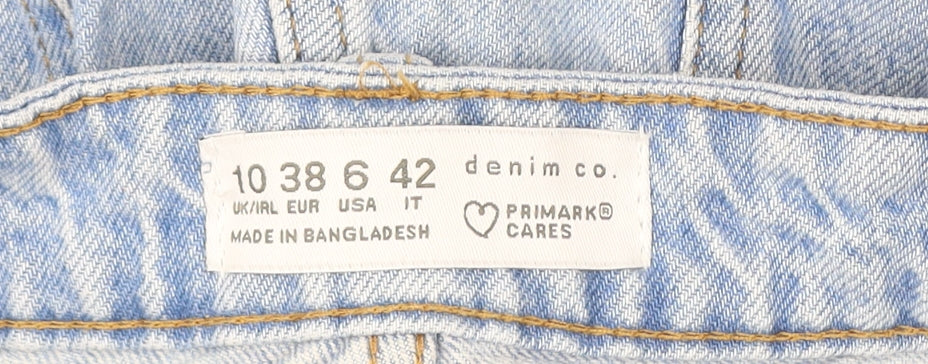 10 38 6 42
UK/IRL EUR USA IT
MADE IN BANGLADESH
denim co.
PRIMARK®
CARES